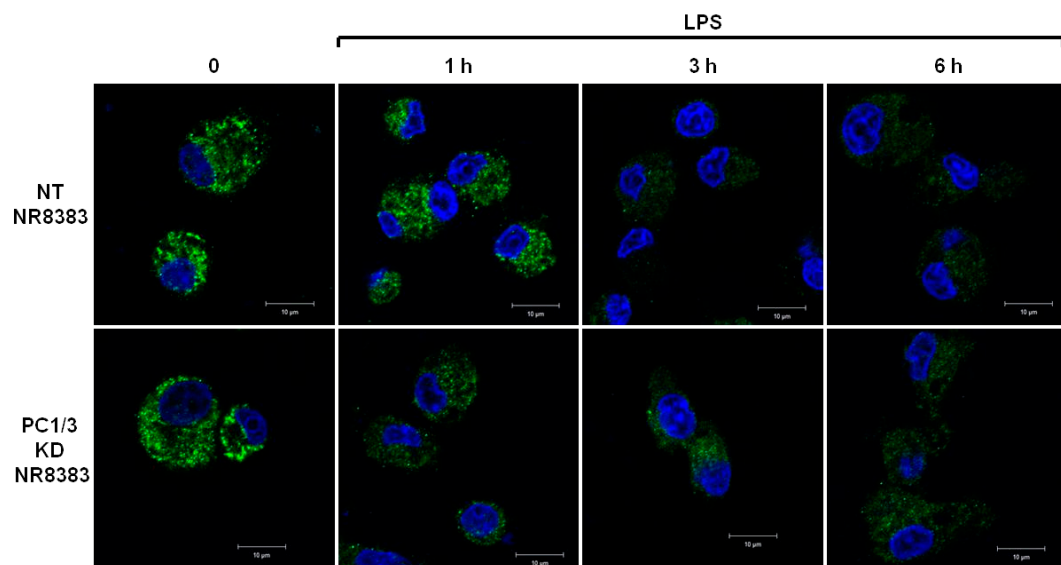 LPS
0 1 h 3 h 6 h
NT
NR8383
10 µm 10 µm 10 µm 10 µm
PC1/3
KD
NR8383
10 µm 10 µm 10 µm 10 µm